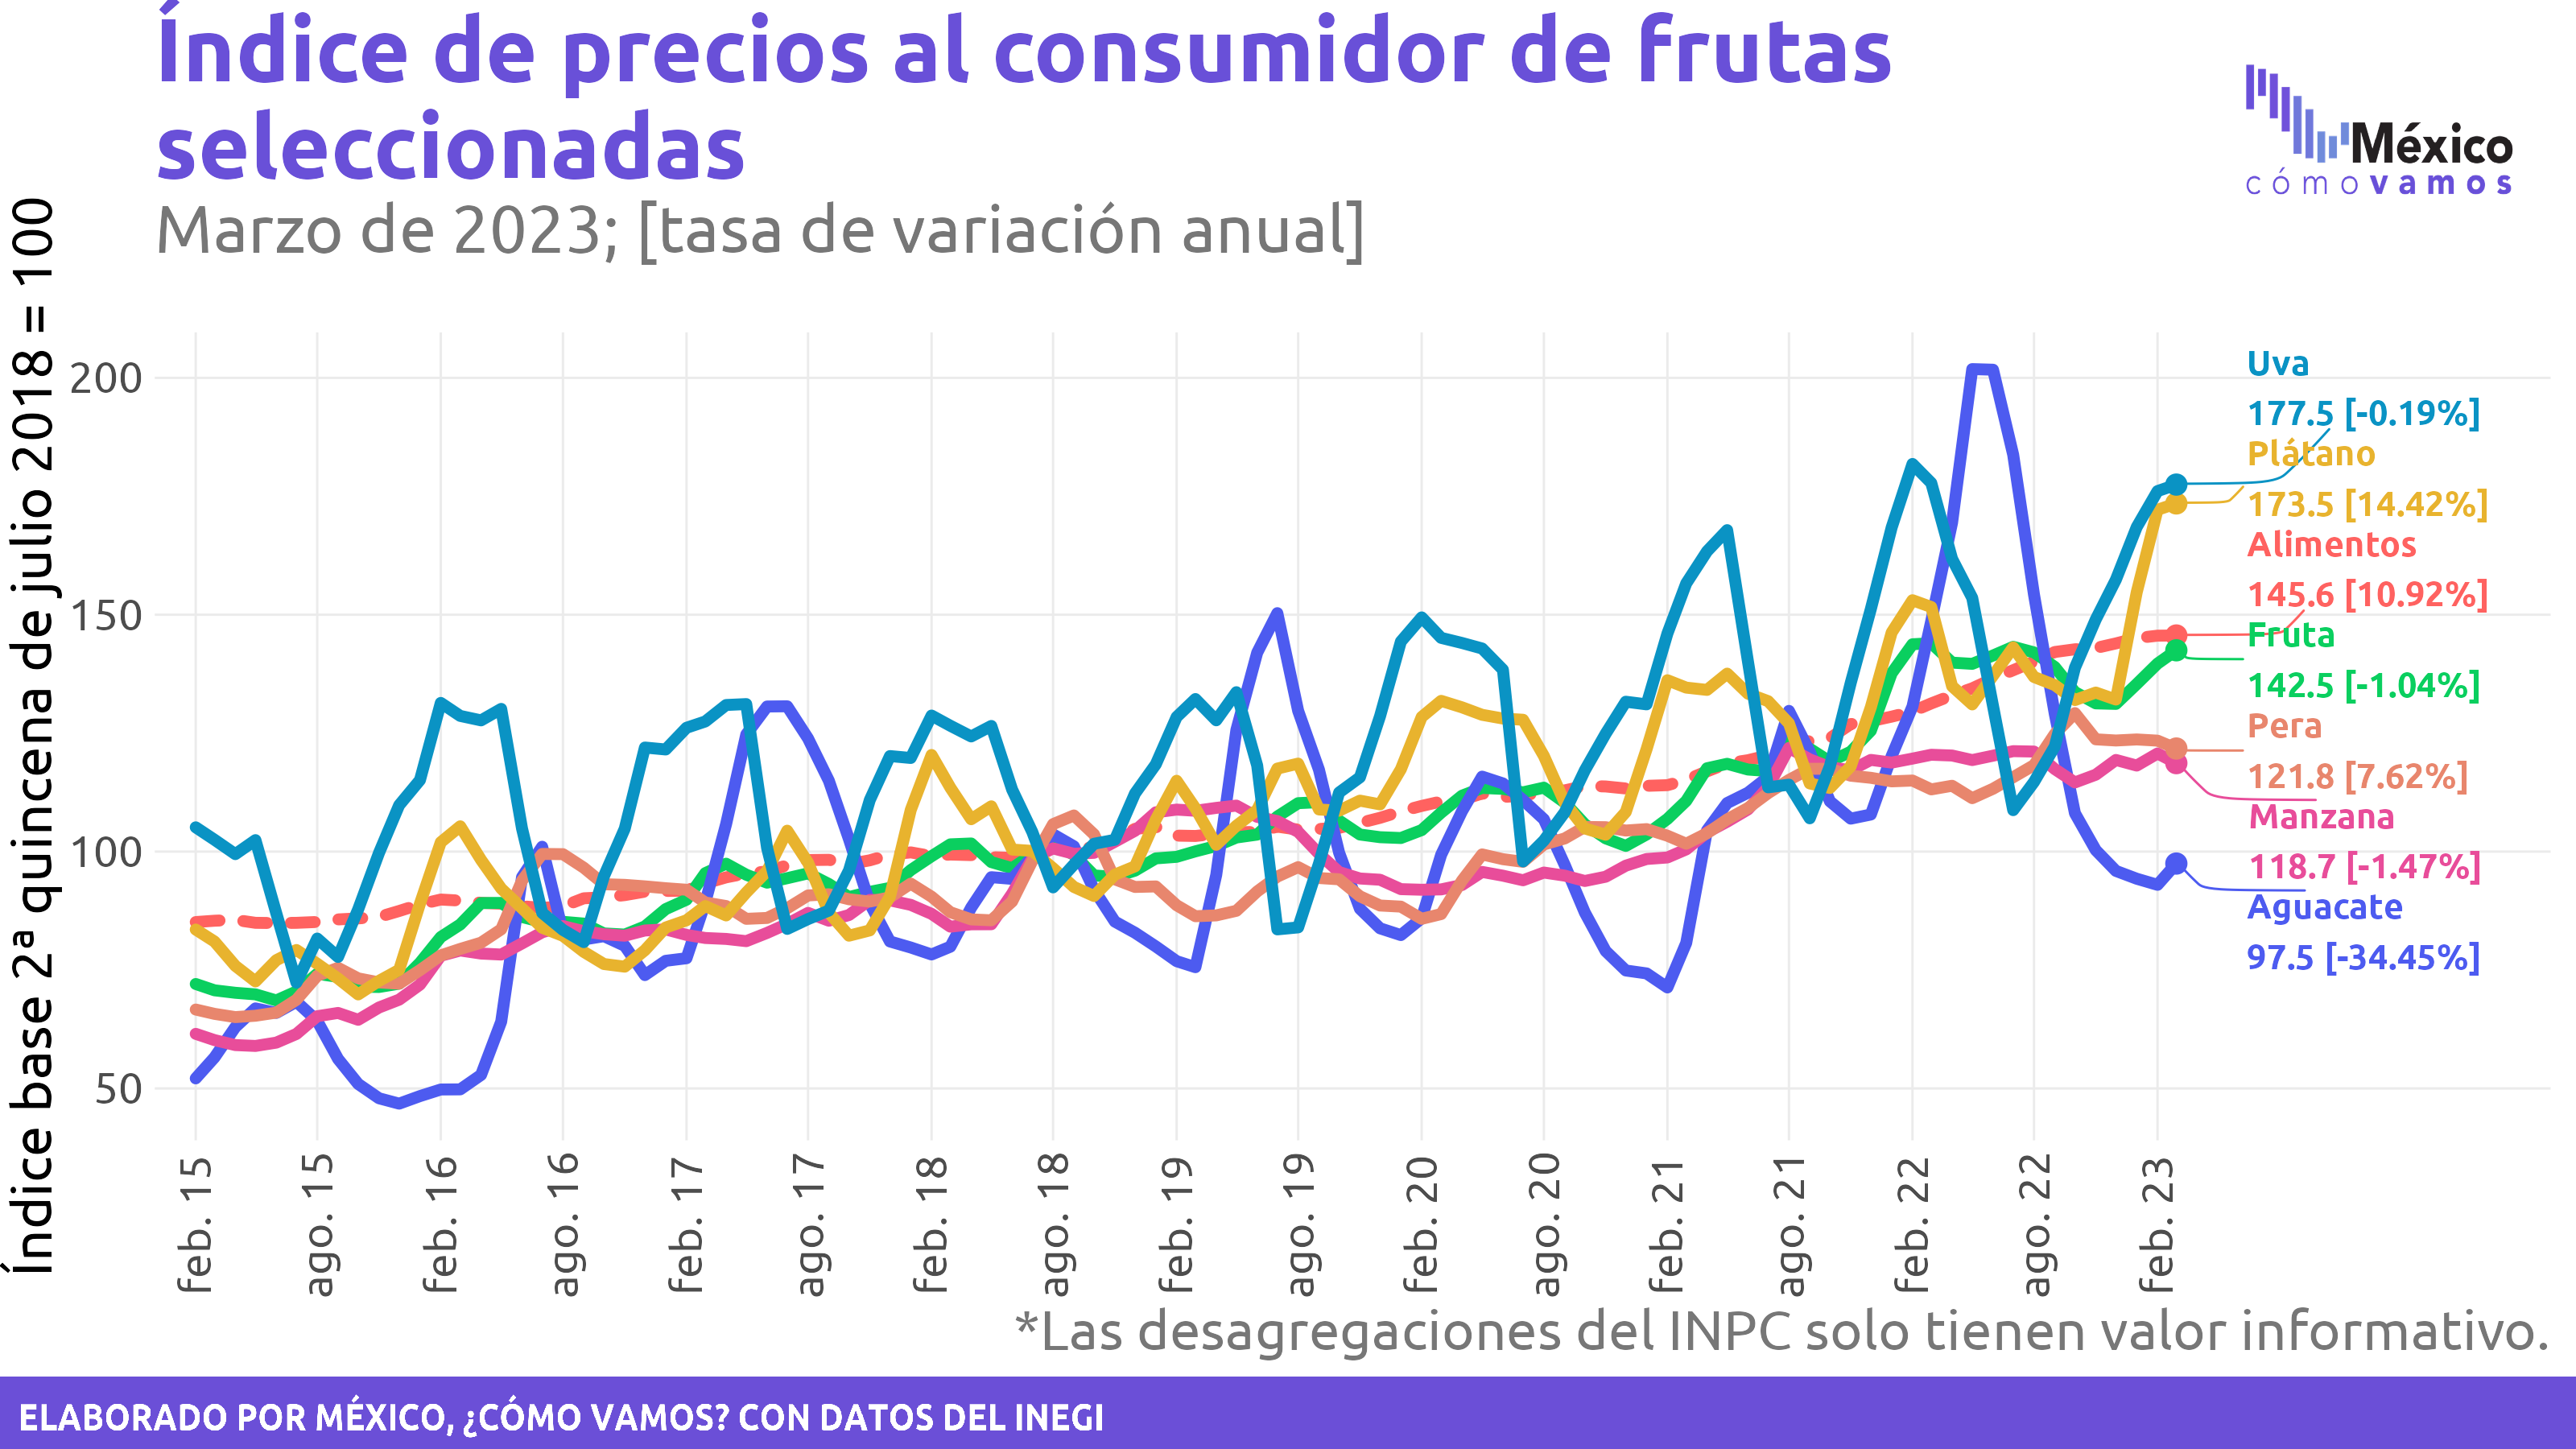 Índice de precios al consumidor de frutas
seleccionadas
Marzo de 2023; [tasa de variación anual]
México
cómo vamos
Índice base 2ª quincena de julio 2018 = 100
200
150
100
50
Uva
177.5 [-0.19%]
Plátano
173.5 [14.42%]
Alimentos
145.6 [10.92%]
Fruta
142.5 [-1.04%]
Pera
121.8 [7.62%]
Manzana
118.7 [-1.47%]
Aguacate
97.5 [-34.45%]
feb. 15
ago. 15
feb. 16
ago. 16
feb. 17
ago. 17
feb. 18
ago. 18
feb. 19
ago. 19
feb. 20
ago. 20
feb. 21
ago. 21
feb. 22
ago. 22
feb. 23
*Las desagregaciones del INPC solo tienen valor informativo.
ELABORADO POR MÉXICO, ¿CÓMO VAMOS? CON DATOS DEL INEGI